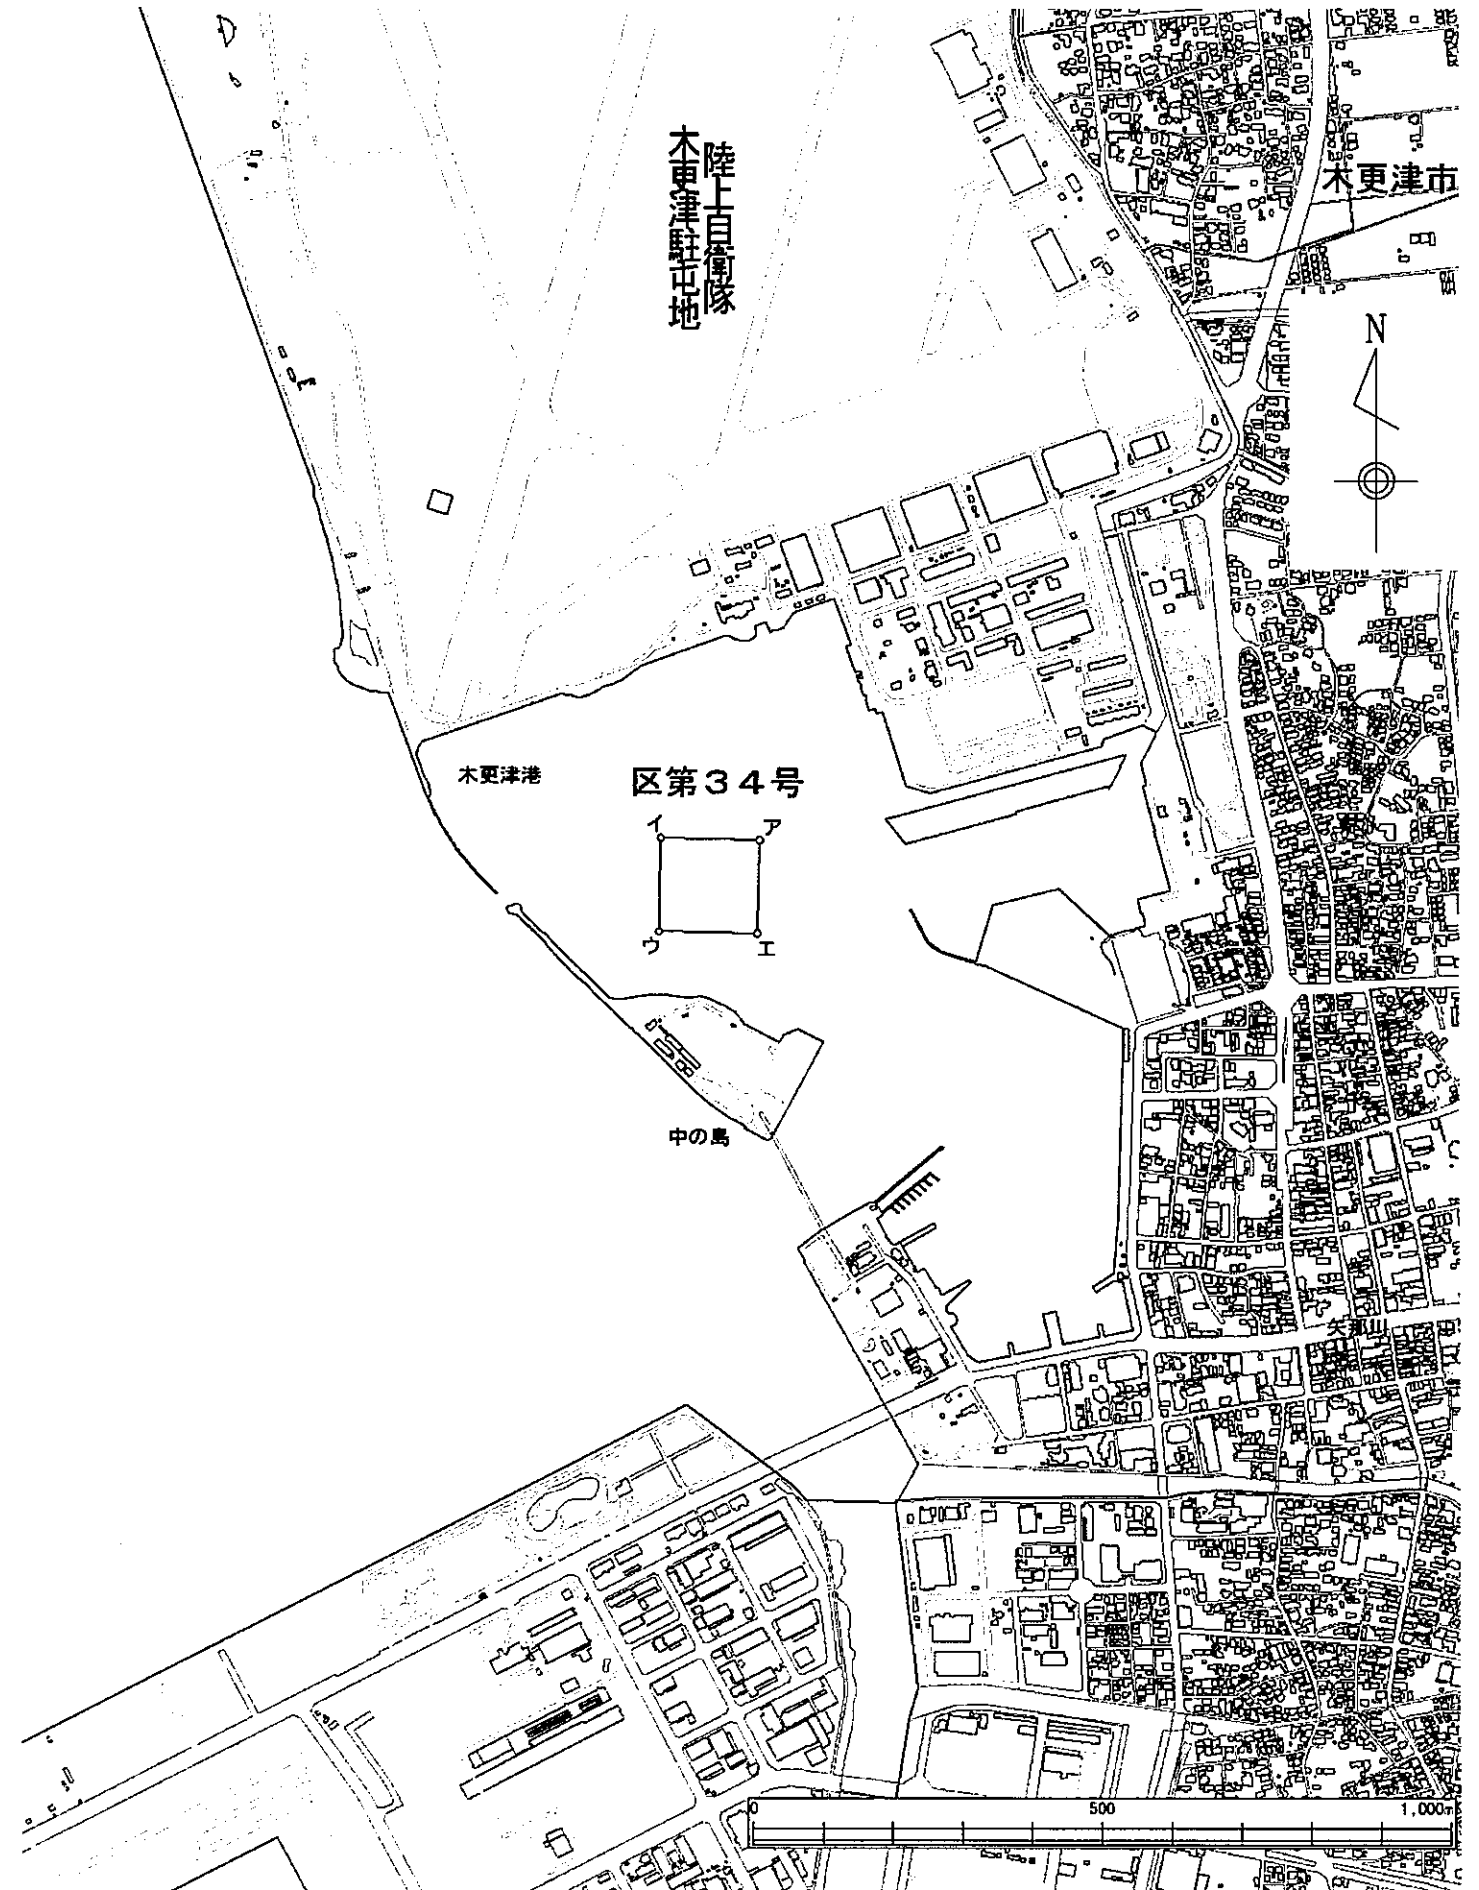 陸上自衛隊
木更津駐屯地
木更津市
N
木更津港
区第34号
イ
ア
ウ
エ
中の島
矢那川
0
500
1,000m